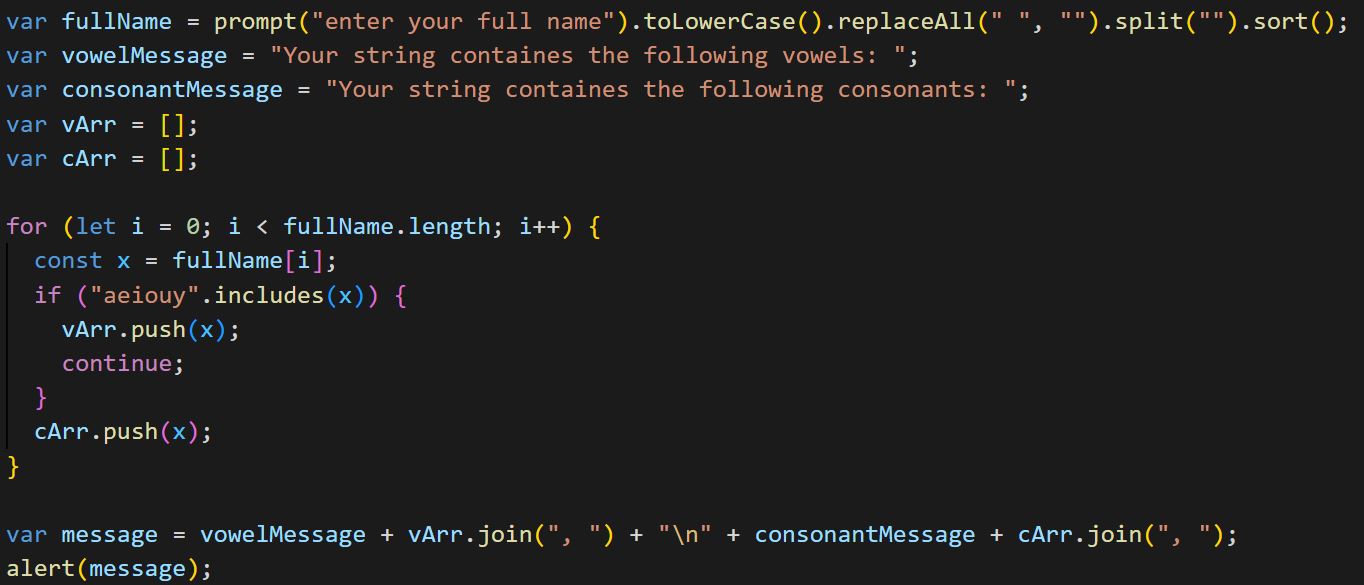 var fullName = prompt("enter your full name").toLowerCase().replaceAll(" ", "").split("").sort();
var vowelMessage = "Your string containes the following vowels: ";
var consonantMessage = "Your string containes the following consonants: ";
var vArr = [];
var cArr = [];

for (let i = 0; i < fullName.length; i++) {
  const x = fullName[i];
  if ("aeiouy".includes(x)) {
    vArr.push(x);
    continue;
  }
  cArr.push(x);
}

var message = vowelMessage + vArr.join(", ") + "\n" + consonantMessage + cArr.join(", ");
alert(message);